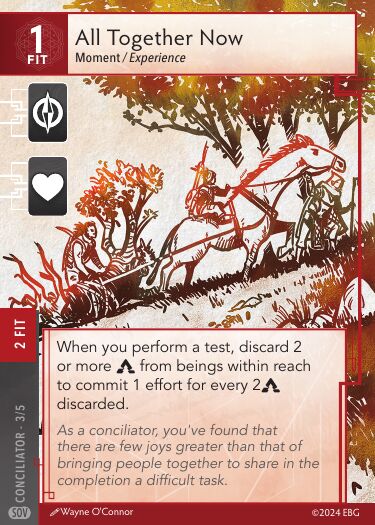 1
FIT
All Together Now
Moment / Experience
2 FIT
When you perform a test, discard 2
or more from beings within reach
to commit 1 effort for every 2
discarded.
As a conciliator, you've found that
there are few joys greater than that of
bringing people together to share in the
completion a difficult task.
SOV CONCILIATOR - 3/5
Wayne O'Connor
©2024 EBG